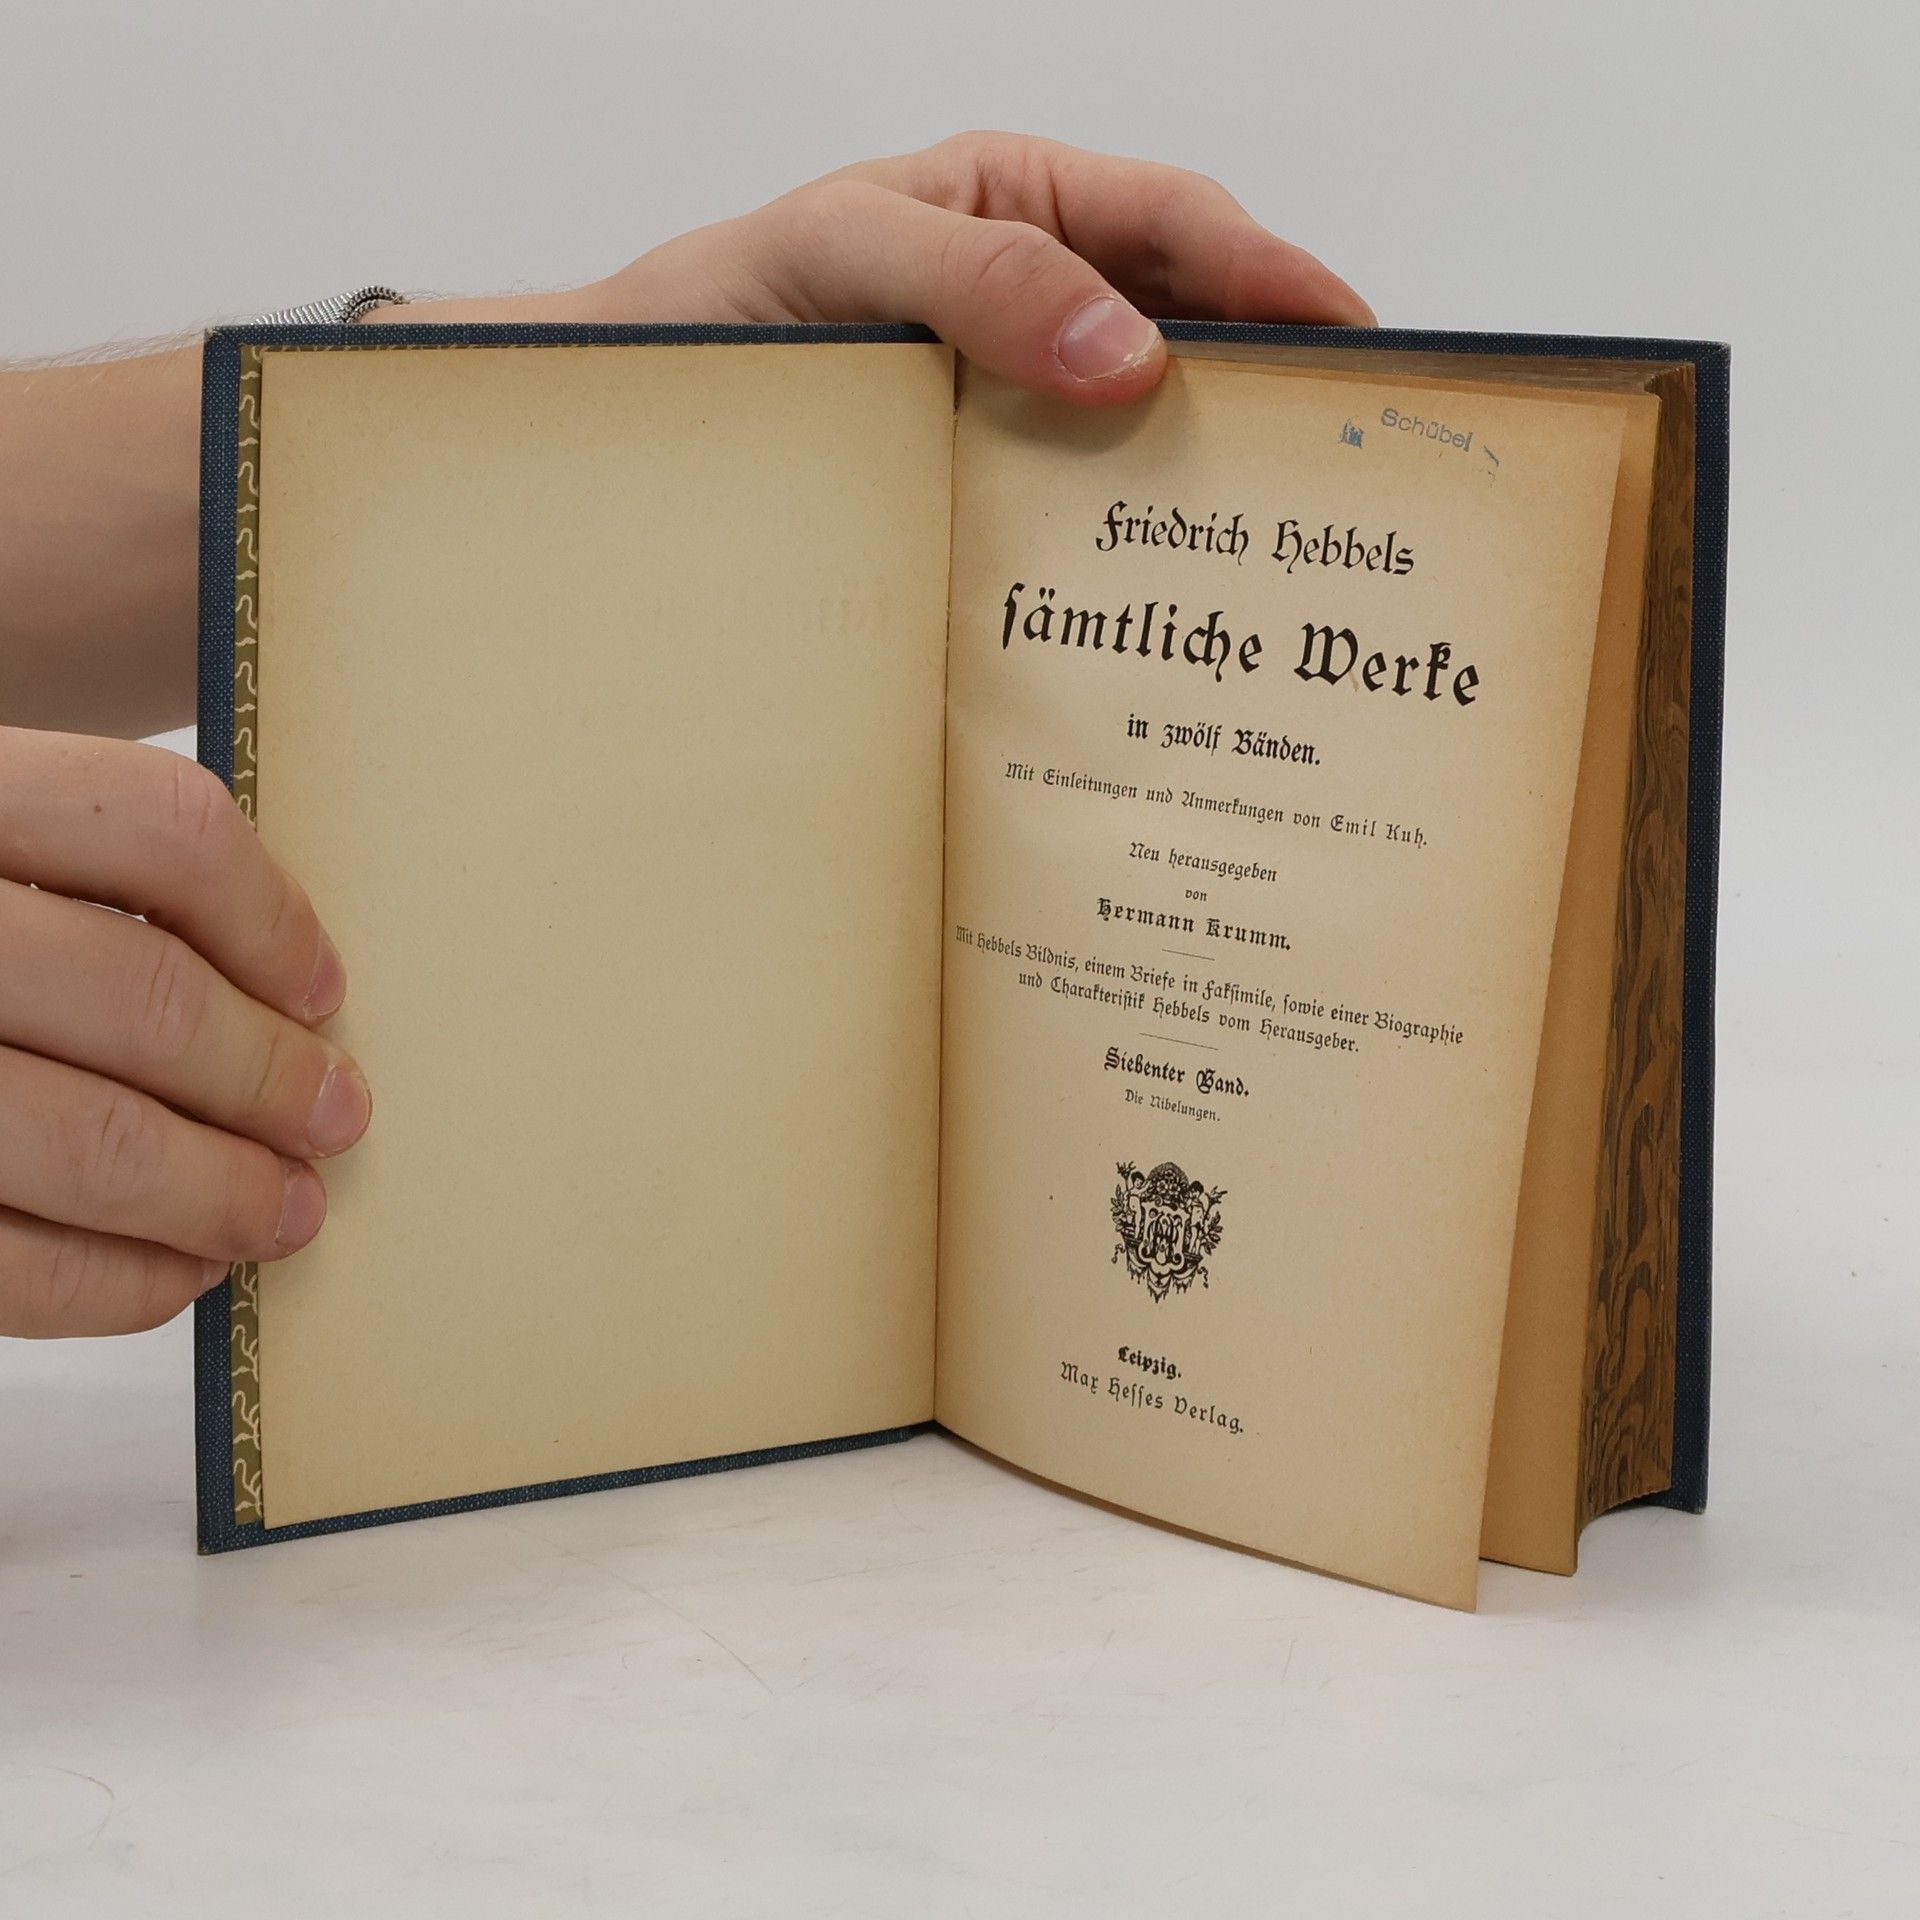 Schübel
Friedrich Hebbels
ſämtliche Werke
in zwölf Bänden.
Mit Einleitungen und Anmerkungen von Emil Kuh.
Neu herausgegeben
von
Hermann Krumm.
Mit Hebbels Bildnis, einem Briefe in Fakſimile, ſowie einer Biographie
und Charakteriſtik Hebbels vom Herausgeber.
Siebenter Band.
Die Nibelungen.
Leipzig.
Max Heſſes Verlag.